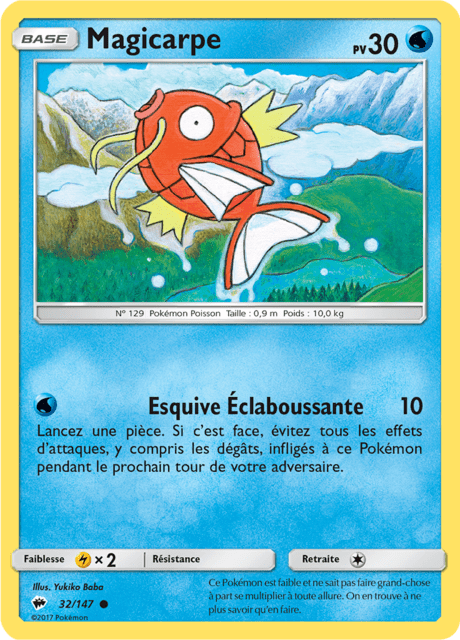 BASE Magicarpe PV 30
N° 129 Pokémon Poisson Taille : 0,9 m Poids : 10,0 kg
Esquive Éclaboussante 10
Lancez une pièce. Si c'est face, évitez tous les effets
d'attaques, y compris les dégâts, infligés à ce Pokémon
pendant le prochain tour de votre adversaire.
Faiblesse ×2 Résistance Retraite
Illus. Yukiko Baba
32/147
©2017 Pokémon
Ce Pokémon est faible et ne sait pas faire grand-chose
à part se multiplier à toute allure. On en trouve à ne
plus savoir qu'en faire.